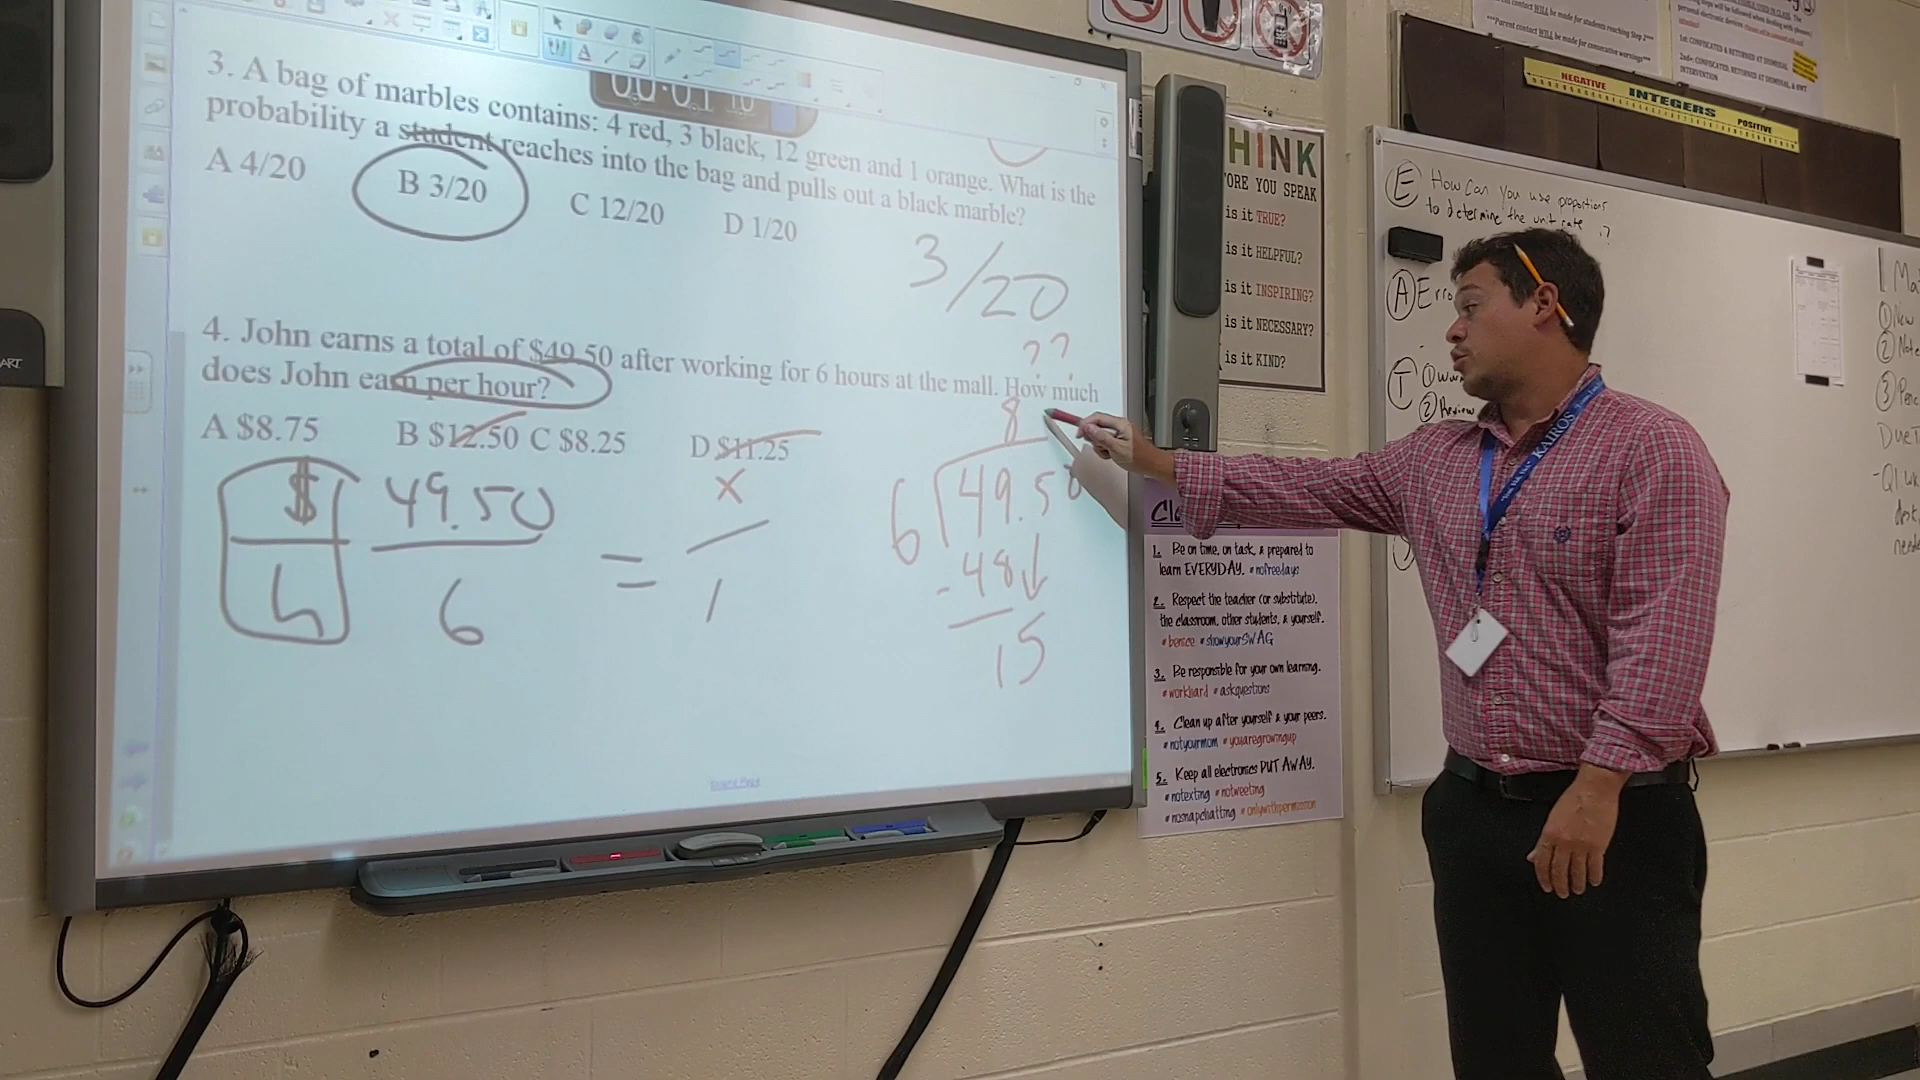 3. A bag of marbles contains: 4 red, 3 black, 12 green and 1 orange. What is the
probability a student reaches into the bag and pulls out a black marble?
A 4/20 B 3/20 C 12/20 D 1/20
3/20
4. John earns a total of $49.50 after working for 6 hours at the mall. How much
does John earn per hour?
A $8.75 B $12.50 C $8.25 D $11.25
? ?
$ 49.50 = x
h 6 1
8
6 49.50
- 48
15
THINK
is it TRUE?
is it HELPFUL?
is it INSPIRING?
is it NECESSARY?
is it KIND?
1. Be on time, on task, & prepared to
learn EVERYDAY. #nofreedays
2. Respect the teacher (or substitute),
the classroom, other students, & yourself.
#benice #showyourSWAG
3. Be responsible for your own learning.
#workhard #askquestions
4. Clean up after yourself & your peers.
#notyourmom #youaregrowingup
5. Keep all electronics PUT AWAY.
#notexting #notweeting
#nosnapchatting #onlywithpermission
NEGATIVE INTEGERS POSITIVE
E How can you use proportions
to determine the unit rate ?
A
T ①
② Review
KAIROS
①
② Note
③